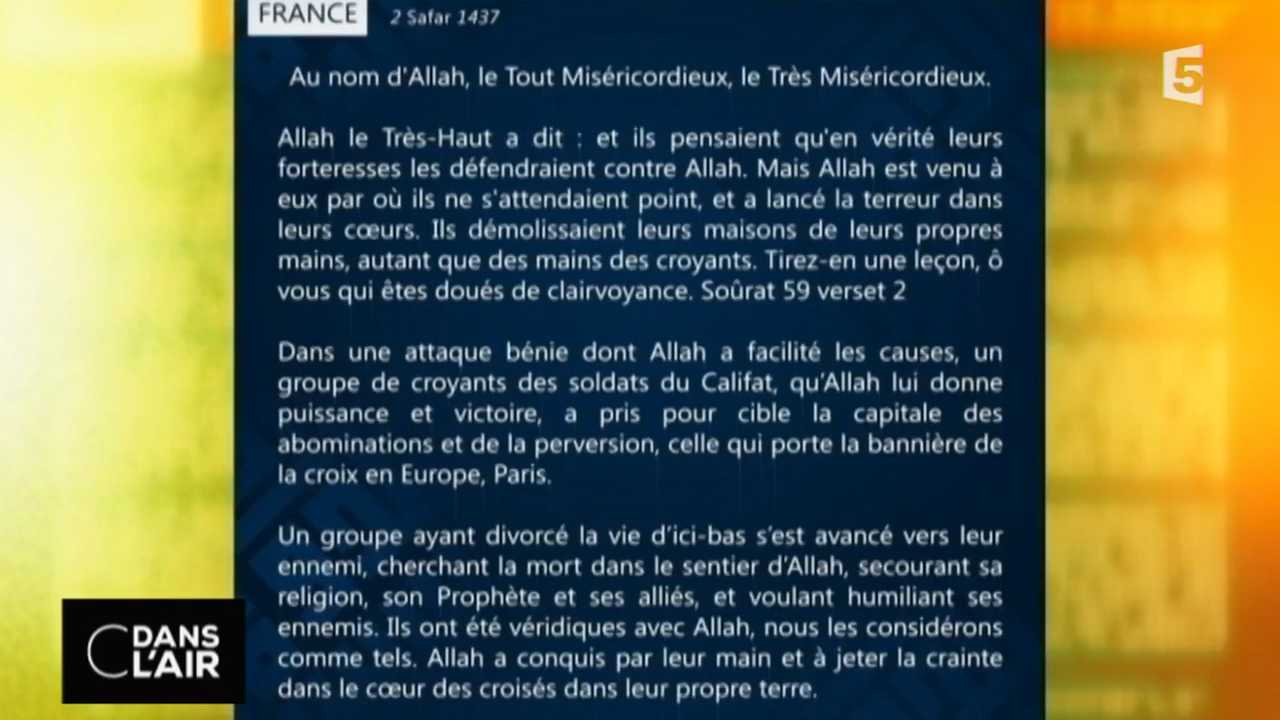 FRANCE 2 Safar 1437
5
Au nom d'Allah, le Tout Miséricordieux, le Très Miséricordieux.
Allah le Très-Haut a dit : et ils pensaient qu'en vérité leurs
forteresses les défendraient contre Allah. Mais Allah est venu à
eux par où ils ne s'attendaient point, et a lancé la terreur dans
leurs cœurs. Ils démolissaient leurs maisons de leurs propres
mains, autant que des mains des croyants. Tirez-en une leçon, ô
vous qui êtes doués de clairvoyance. Soûrat 59 verset 2
Dans une attaque bénie dont Allah a facilité les causes, un
groupe de croyants des soldats du Califat, qu'Allah lui donne
puissance et victoire, a pris pour cible la capitale des
abominations et de la perversion, celle qui porte la bannière de
la croix en Europe, Paris.
Un groupe ayant divorcé la vie d'ici-bas s'est avancé vers leur
ennemi, cherchant la mort dans le sentier d'Allah, secourant sa
religion, son Prophète et ses alliés, et voulant humiliant ses
ennemis. Ils ont été véridiques avec Allah, nous les considérons
comme tels. Allah a conquis par leur main et à jeter la crainte
dans le cœur des croisés dans leur propre terre.
C DANS
L'AIR